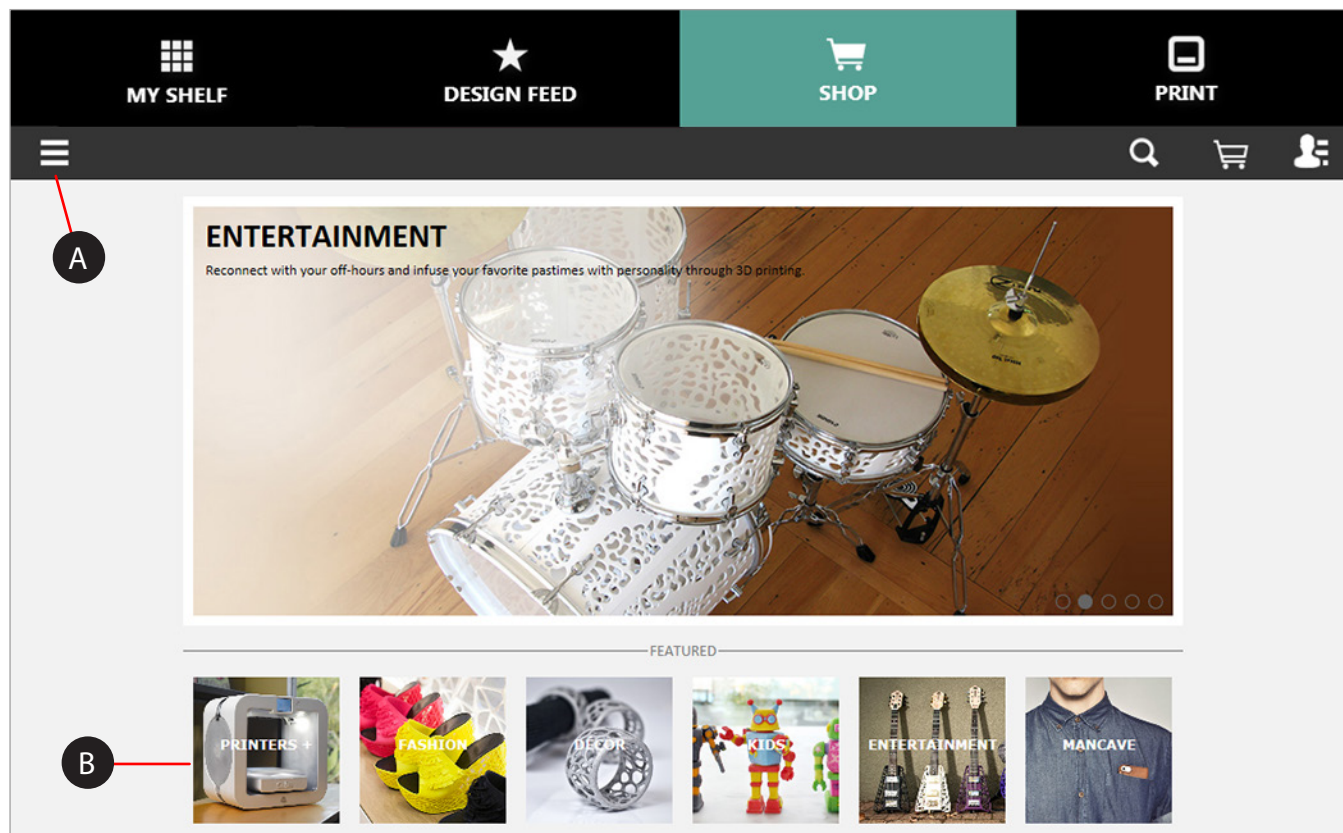 MY SHELF
DESIGN FEED
SHOP
PRINT
A
ENTERTAINMENT
Reconnect with your off-hours and infuse your favorite pastimes with personality through 3D printing.
FEATURED
B
PRINTERS +
FASHION
DECOR
KIDS
ENTERTAINMENT
MANCAVE